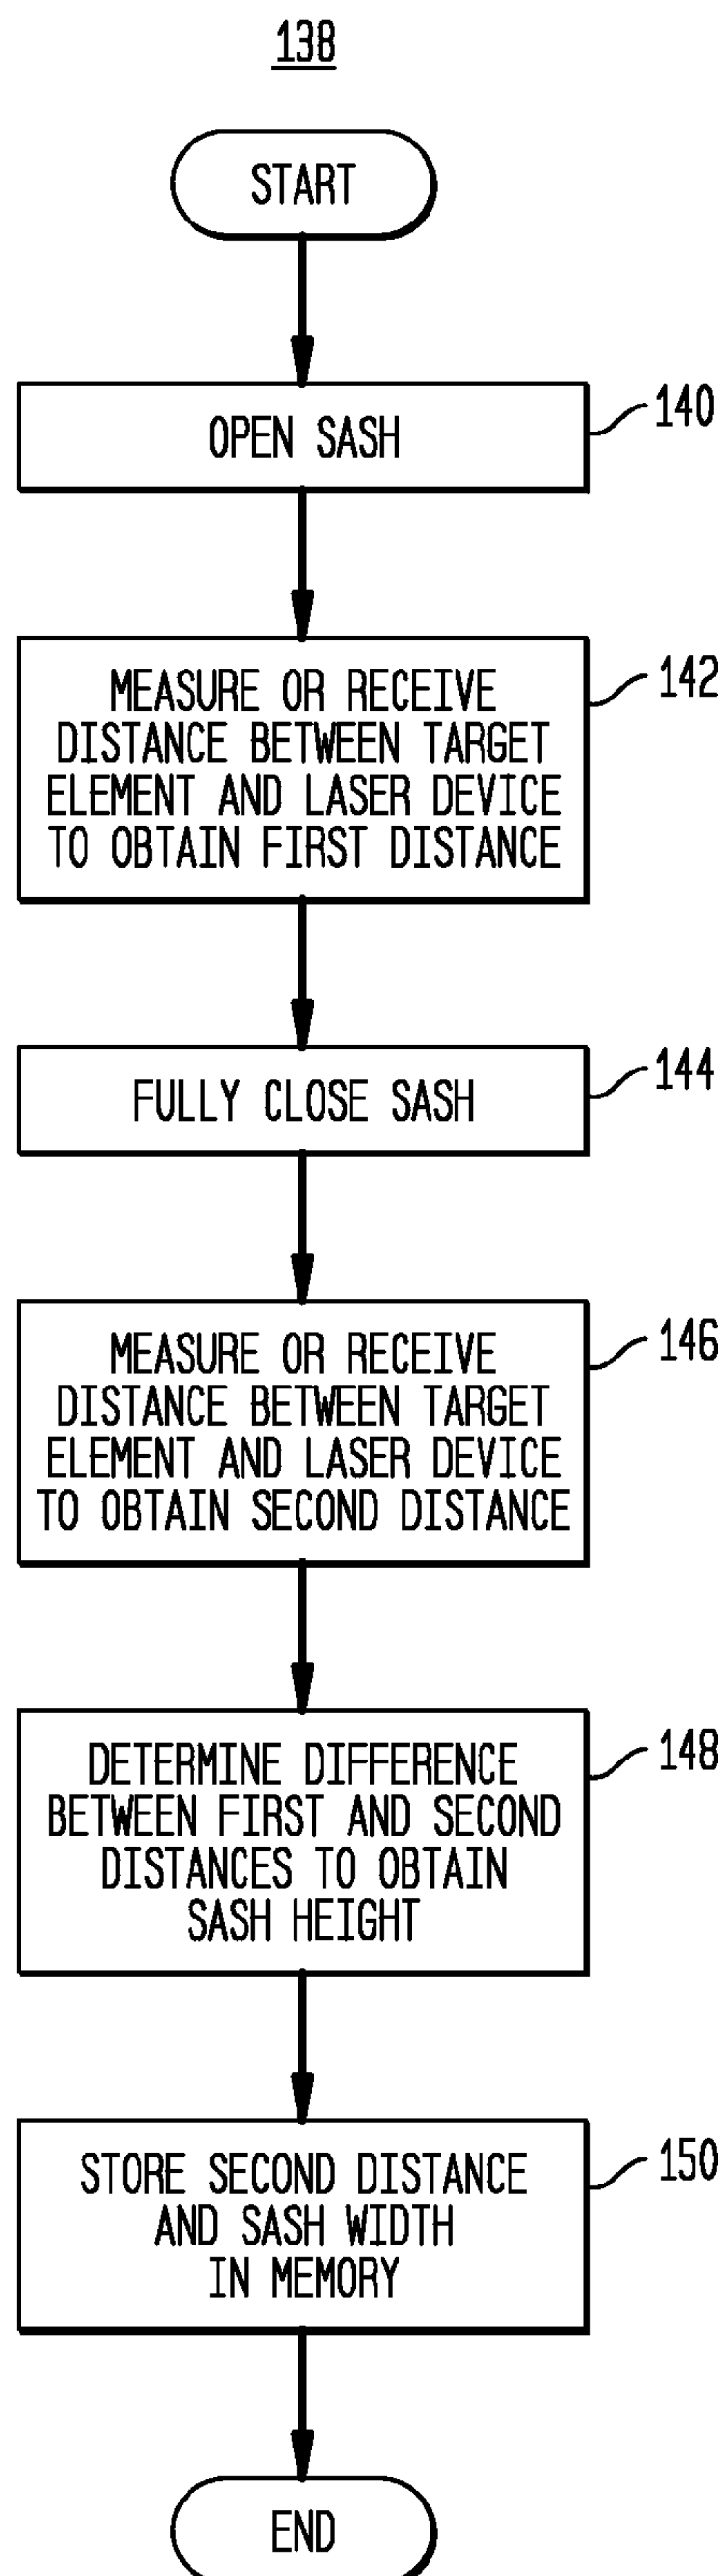 138
START
OPEN SASH
140
MEASURE OR RECEIVE
DISTANCE BETWEEN TARGET
ELEMENT AND LASER DEVICE
TO OBTAIN FIRST DISTANCE
142
FULLY CLOSE SASH
144
MEASURE OR RECEIVE
DISTANCE BETWEEN TARGET
ELEMENT AND LASER DEVICE
TO OBTAIN SECOND DISTANCE
146
DETERMINE DIFFERENCE
BETWEEN FIRST AND SECOND
DISTANCES TO OBTAIN
SASH HEIGHT
148
STORE SECOND DISTANCE
AND SASH WIDTH
IN MEMORY
150
END